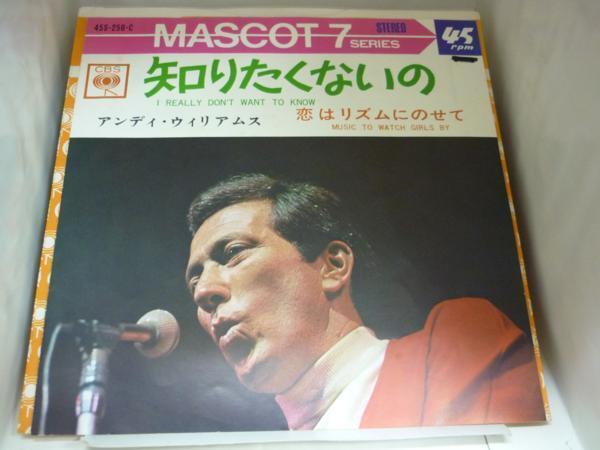 45S-256-C
MASCOT 7 SERIES
STEREO
45 rpm
CBS
知りたくないの
I REALLY DON'T WANT TO KNOW
アンディ・ウィリアムス
恋はリズムにのせて
MUSIC TO WATCH GIRLS BY